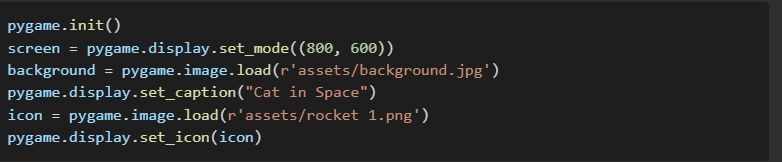 pygame.init()
screen = pygame.display.set_mode((800, 600))
background = pygame.image.load(r'assets/background.jpg')
pygame.display.set_caption("Cat in Space")
icon = pygame.image.load(r'assets/rocket 1.png')
pygame.display.set_icon(icon)